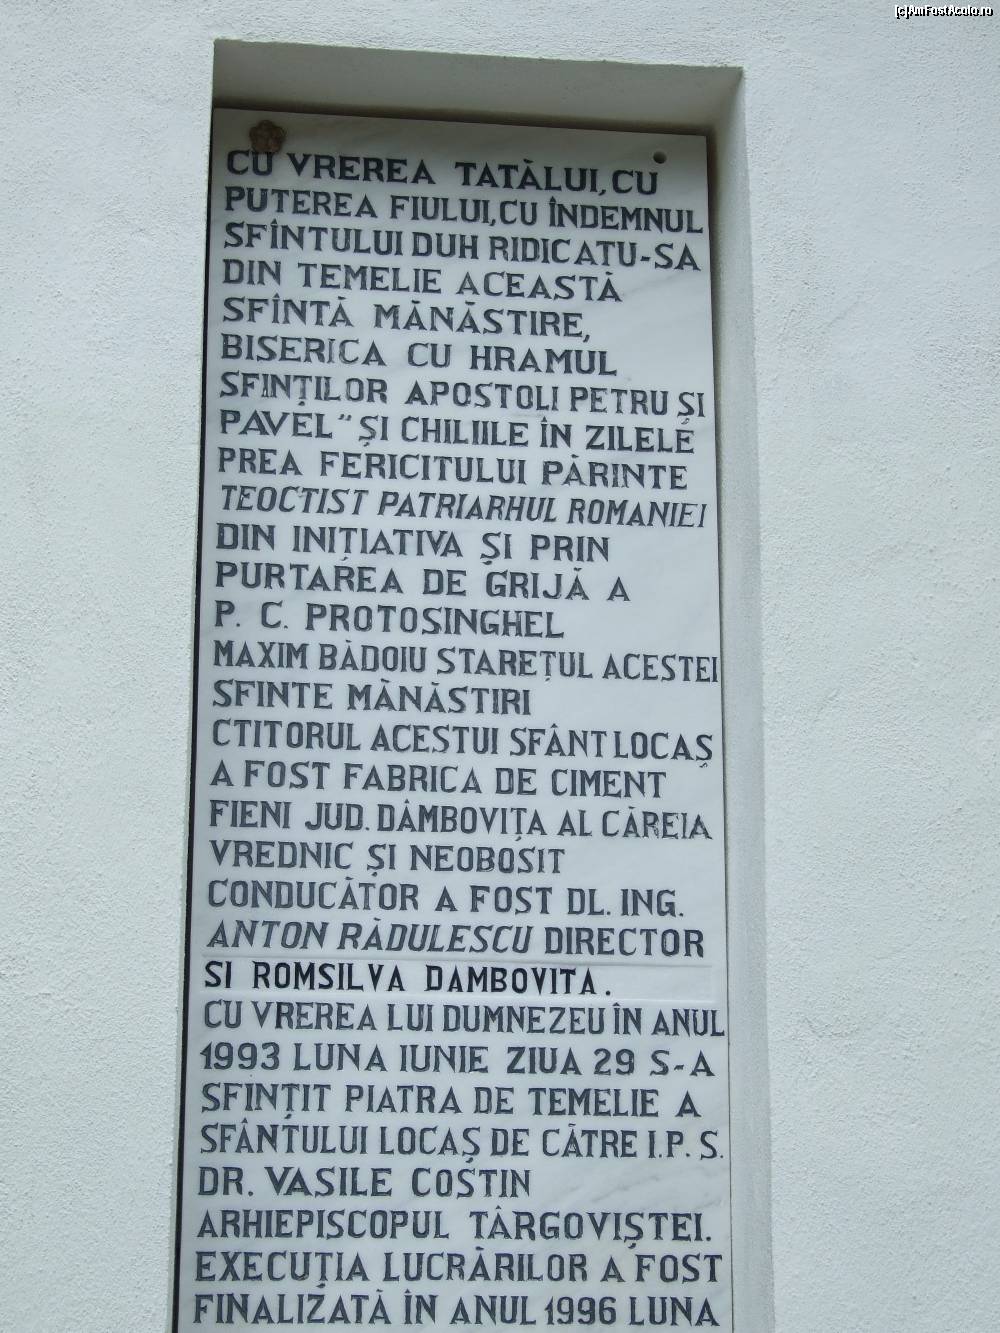 [c]AmFostAcolo.ro
CU VREREA TATĂLUI, CU
PUTEREA FIULUI, CU ÎNDEMNUL
SFÎNTULUI DUH RIDICATU-SA
DIN TEMELIE ACEASTĂ
SFÎNTĂ MĂNĂSTIRE,
BISERICA CU HRAMUL
SFINȚILOR APOSTOLI PETRU ȘI
PAVEL" ȘI CHILIILE ÎN ZILELE
PREA FERICITULUI PĂRINTE
TEOCTIST PATRIARHUL ROMANIEI
DIN INIȚIATIVA ȘI PRIN
PURTAREA DE GRIJĂ A
P. C. PROTOSINGHEL
MAXIM BĂDOIU STAREȚUL ACESTEI
SFINTE MĂNĂSTIRI
CTITORUL ACESTUI SFÂNT LOCAȘ
A FOST FABRICA DE CIMENT
FIENI JUD. DÂMBOVIȚA AL CĂREIA
VREDNIC ȘI NEOBOSIT
CONDUCĂTOR A FOST DL. ING.
ANTON RĂDULESCU DIRECTOR
SI ROMSILVA DAMBOVITA.
CU VREREA LUI DUMNEZEU ÎN ANUL
1993 LUNA IUNIE ZIUA 29 S-A
SFINȚIT PIATRA DE TEMELIE A
SFÂNTULUI LOCAȘ DE CĂTRE I.P. S.
DR. VASILE COSTIN
ARHIEPISCOPUL TÂRGOVIȘTEI.
EXECUȚIA LUCRĂRILOR A FOST
FINALIZATĂ ÎN ANUL 1996 LUNA